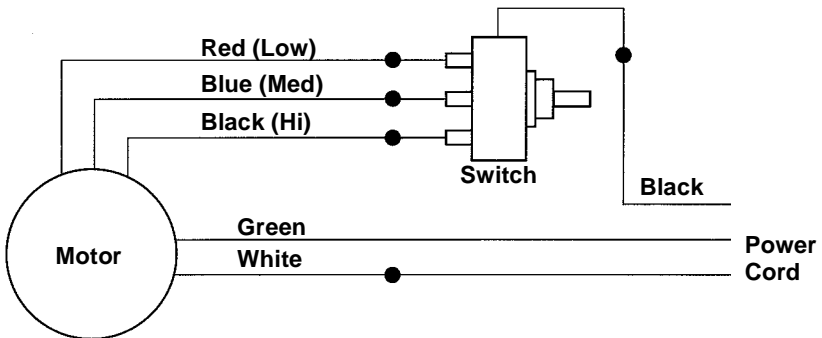 Red (Low)
Blue (Med)
Black (Hi)
Switch
Black
Green
Motor
White
Power
Cord